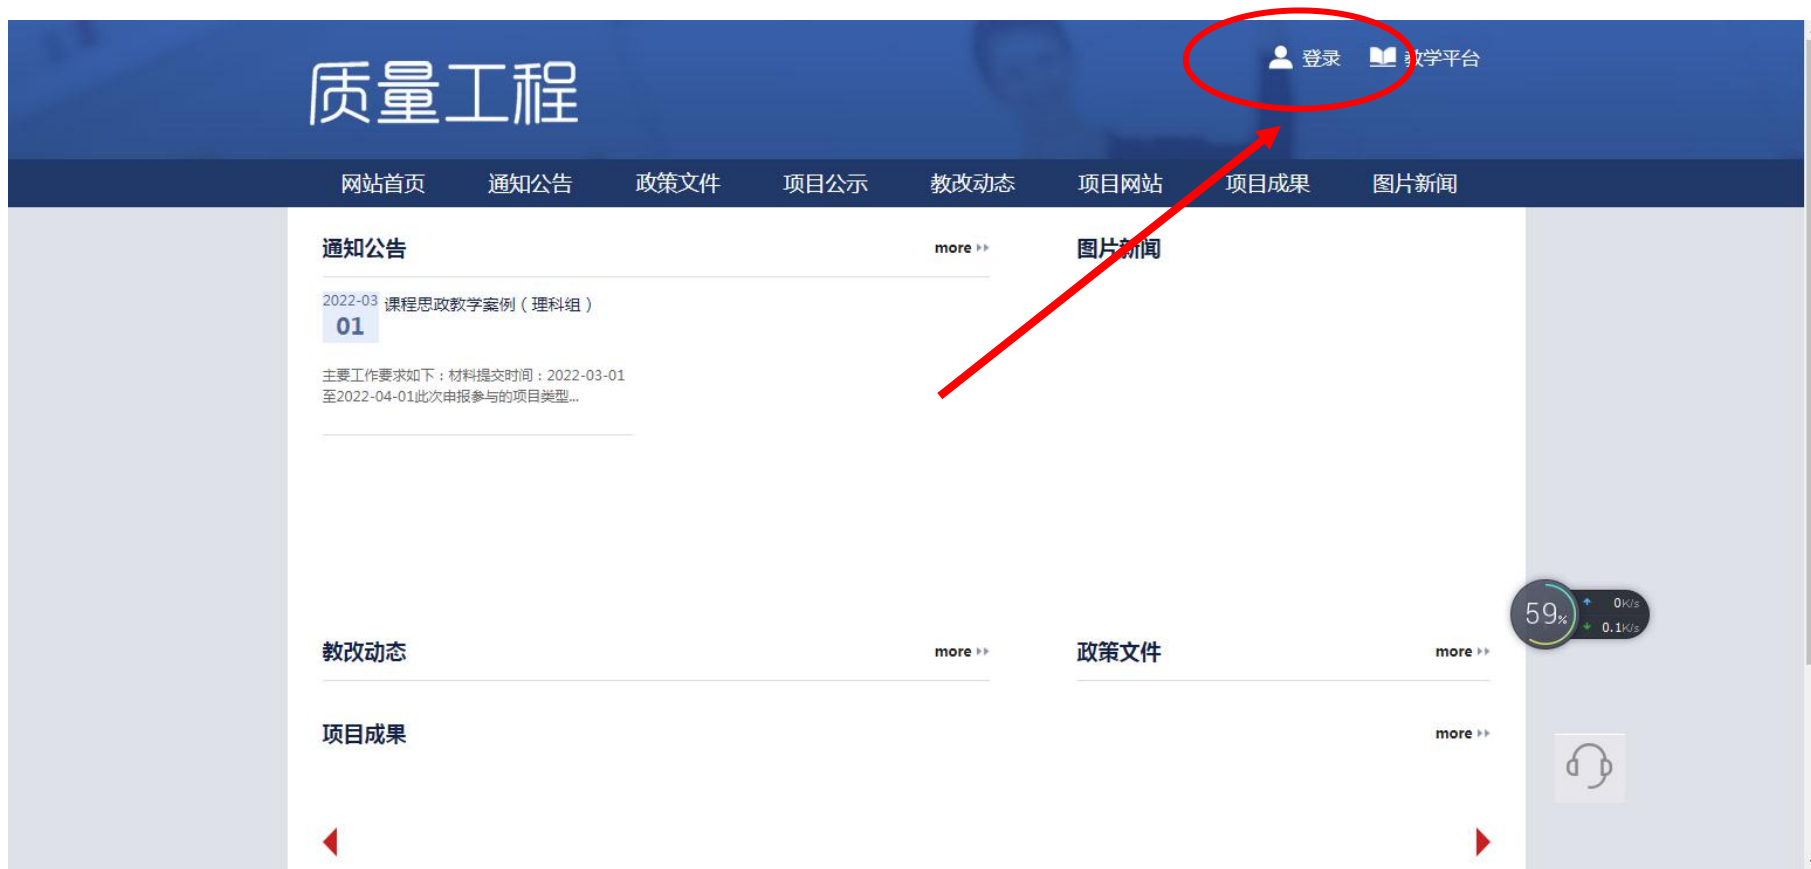 登录 教学平台
质量工程
网站首页 通知公告 政策文件 项目公示 教改动态 项目网站 项目成果 图片新闻
通知公告 more
图片新闻
2022-03
01
课程思政教学案例（理科组）
主要工作要求如下：材料提交时间：2022-03-01
至2022-04-01此次申报参与的项目类型...
59%
0K/s
0.1K/s
教改动态 more
政策文件 more
项目成果 more